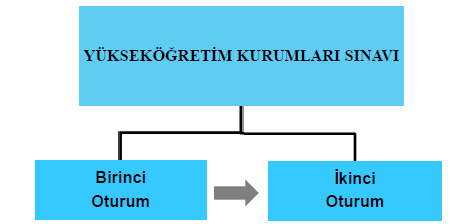 YÜKSEKÖĞRETİM KURUMLARI SINAVI
Birinci
Oturum
İkinci
Oturum